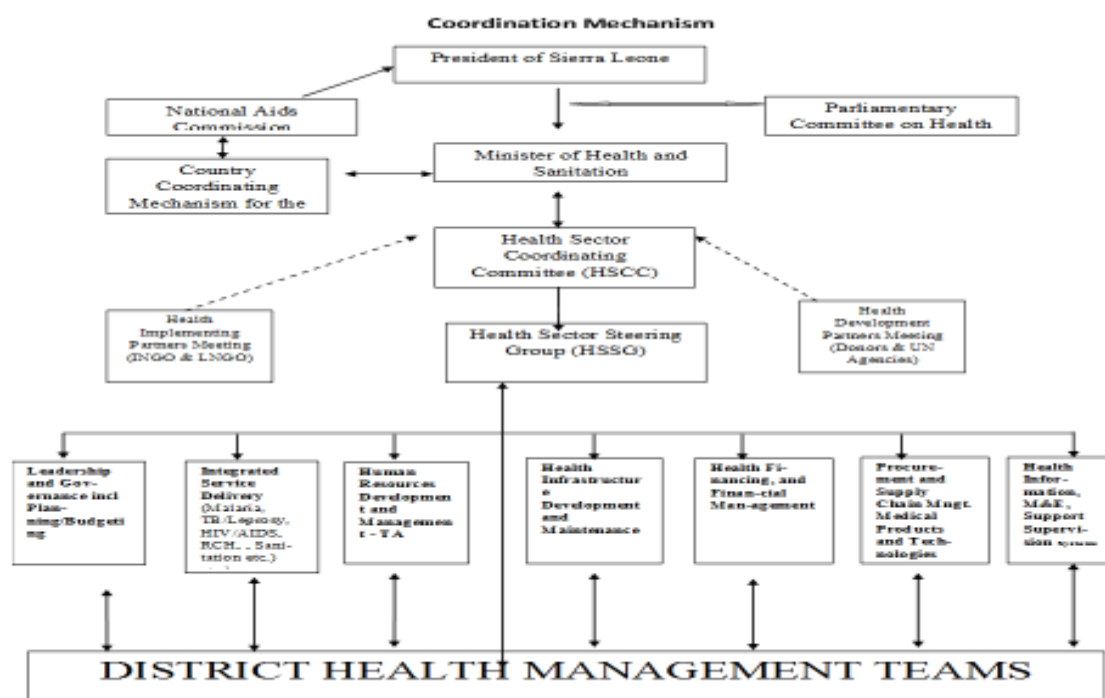 Coordination Mechanism
President of Sierra Leone
National Aids
Commission
Parliamentary
Committee on Health
Country
Coordinating
Mechanism for the
Minister of Health and
Sanitation
Health Sector
Coordinating
Committee (HSCC)
Health
Implementing
Partners Meeting
(INGO & LNGO)
Health Sector Steering
Group (HSSG)
Health
Development
Partners Meeting
(Donors & UN
Agencies)
Leadership
and Gov-
ernance incl
Plan-
ning/Budgeti
ng
Integrated
Service
Delivery
(Malaria,
TB/Leprosy,
HIV/AIDS,
RCH, , Sani-
tation etc.)
Human
Resources
Developmen
t and
Managemen
t - TA
Health
Infrastructur
e
Development
and
Maintenance
Health Fi-
nancing, and
Finan-cial
Man-agement
Procure-
ment and
Supply
Chain Mngt.
Medical
Products
and Tech-
nologies
Health
Infor-
mation,
M&E,
Support
Supervi-
sion
DISTRICT HEALTH MANAGEMENT TEAMS